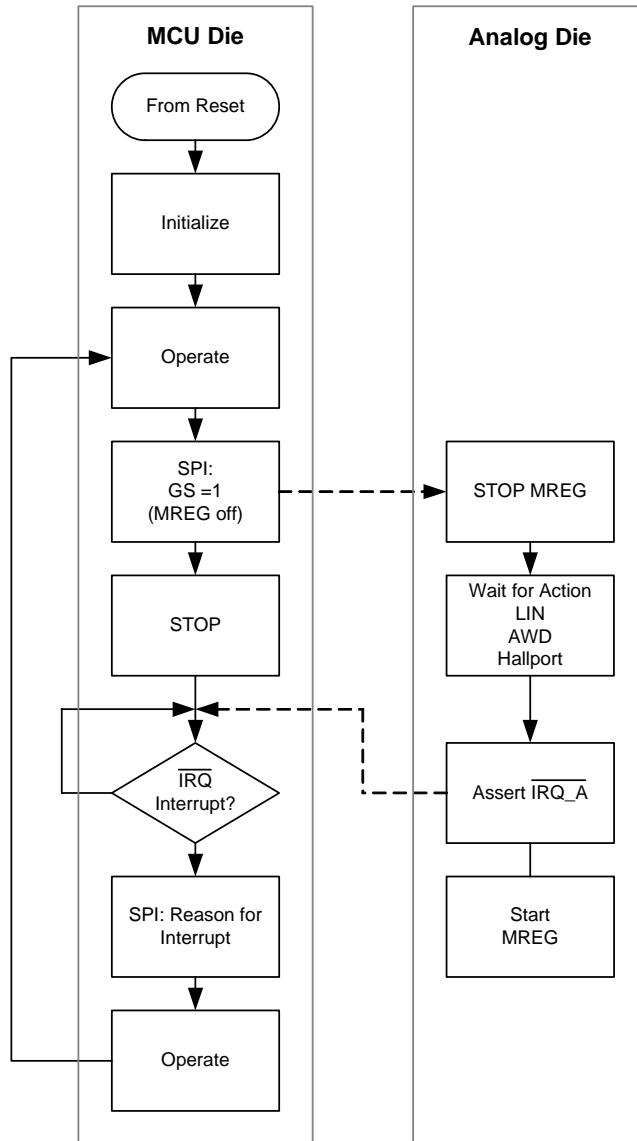 MCU Die
From Reset
Initialize
Operate
SPI:
GS =1
(MREG off)
STOP
IRQ
Interrupt?
SPI: Reason for
Interrupt
Operate
Analog Die
STOP MREG
Wait for Action
LIN
AWD
Hallport
Assert IRQ_A
Start
MREG